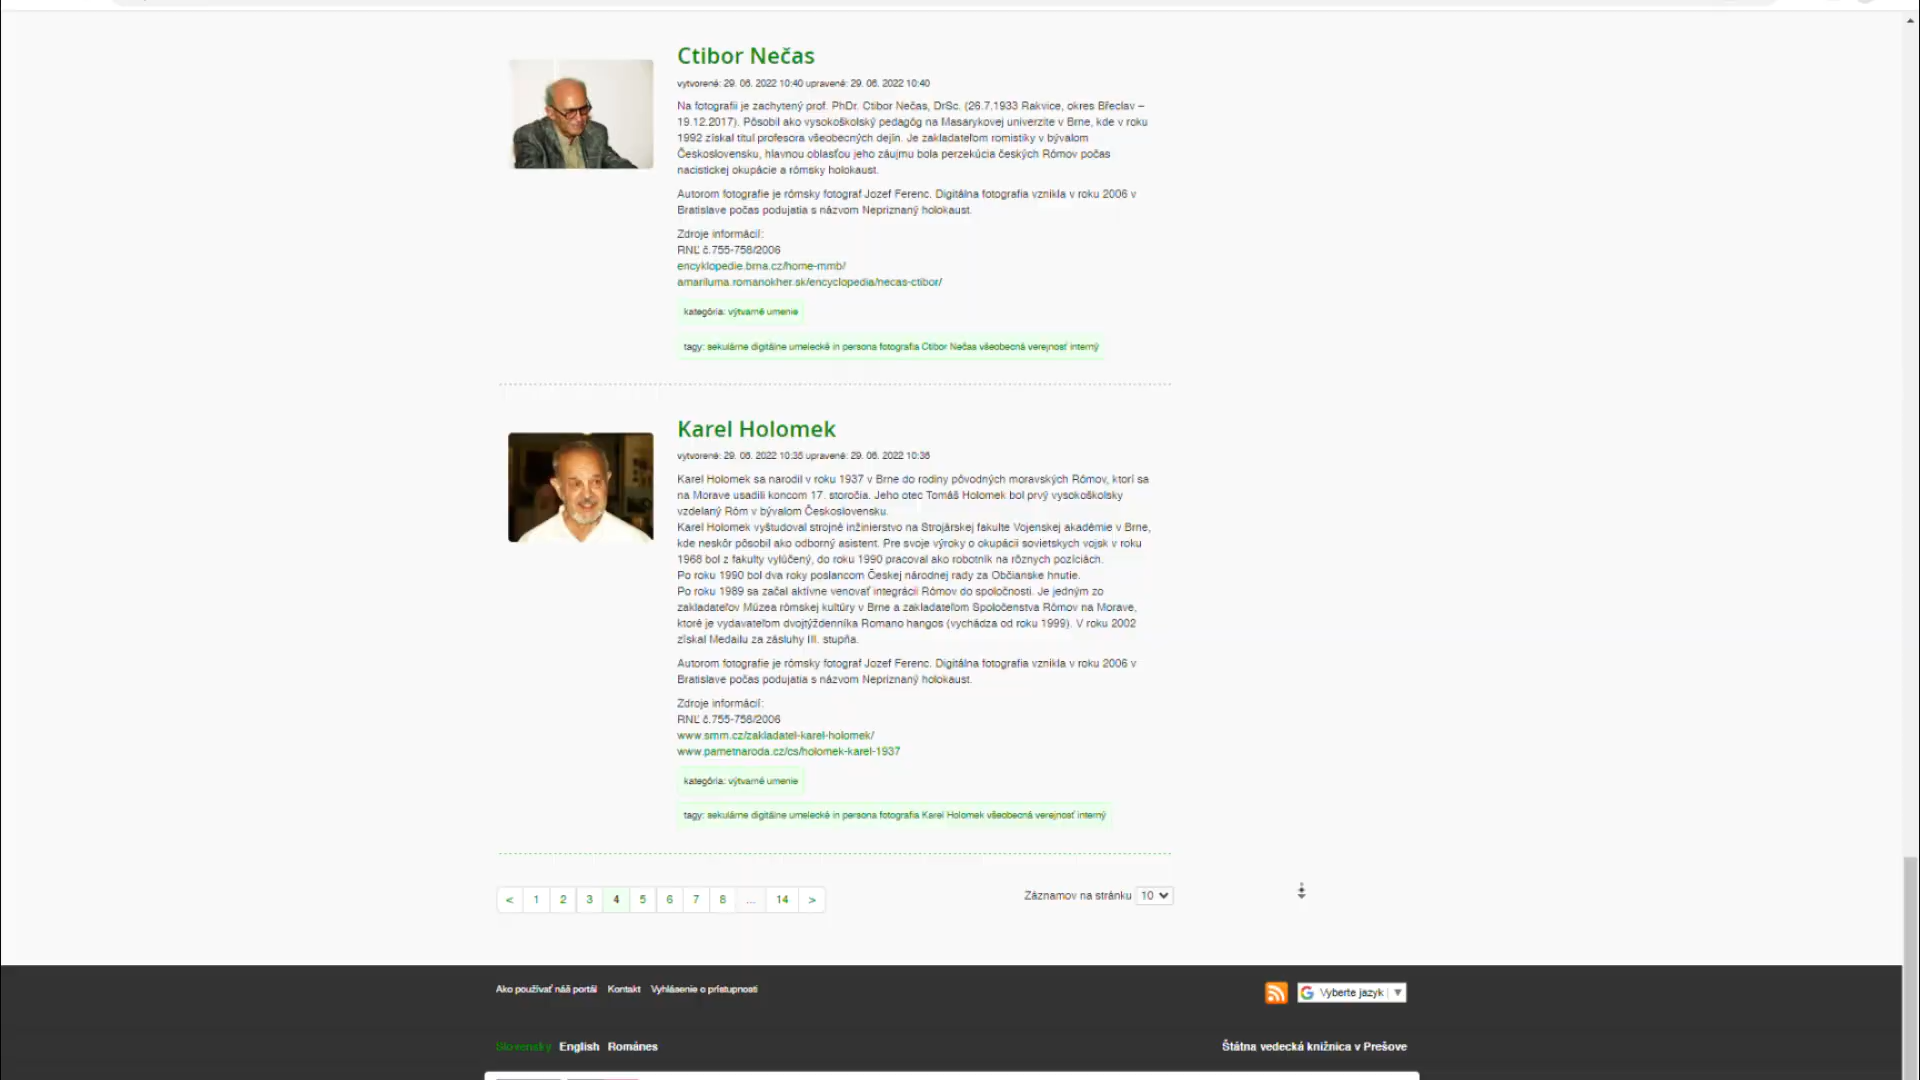 Ctibor Nečas
vytvorené: 29. 06. 2022 10:40 upravené: 29. 06. 2022 10:40
Na fotografii je zachytený prof. PhDr. Ctibor Nečas, DrSc. (26.7.1933 Rakvice, okres Břeclav –
19.12.2017). Pôsobil ako vysokoškolský pedagóg na Masarykovej univerzite v Brne, kde v roku
1992 získal titul profesora všeobecných dejín. Je zakladateľom romistiky v bývalom
Československu, hlavnou oblasťou jeho záujmu bola perzekúcia českých Rómov počas
nacistickej okupácie a rómsky holokaust.
Autorom fotografie je rómsky fotograf Jozef Ferenc. Digitálna fotografia vznikla v roku 2006 v
Bratislave počas podujatia s názvom Nepriznaný holokaust.
Zdroje informácií:
RNĽ č.755-758/2006
encyklopedie.brna.cz/home-mmb/
amariluma.romanokher.sk/encyclopedia/necas-ctibor/
kategória: výtvarné umenie
tagy: sekulárne digitálne umelecké in persona fotografia Ctibor Nečas všeobecná verejnosť interný
Karel Holomek
vytvorené: 29. 06. 2022 10:36 upravené: 29. 06. 2022 10:36
Karel Holomek sa narodil v roku 1937 v Brne do rodiny pôvodných moravských Rómov, ktorí sa
na Morave usadili koncom 17. storočia. Jeho otec Tomáš Holomek bol prvý vysokoškolsky
vzdelaný Róm v bývalom Československu.
Karel Holomek vyštudoval strojné inžinierstvo na Strojárskej fakulte Vojenskej akadémie v Brne,
kde neskôr pôsobil ako odborný asistent. Pre svoje výroky o okupácii sovietskych vojsk v roku
1968 bol z fakulty vylúčený, do roku 1990 pracoval ako robotník na rôznych pozíciách.
Po roku 1990 bol dva roky poslancom Českej národnej rady za Občianske hnutie.
Po roku 1989 sa začal aktívne venovať integrácii Rómov do spoločnosti. Je jedným zo
zakladateľov Múzea rómskej kultúry v Brne a zakladateľom Spoločenstva Rómov na Morave,
ktoré je vydavateľom dvojtýždenníka Romano hangos (vychádza od roku 1999). V roku 2002
získal Medailu za zásluhy III. stupňa.
Autorom fotografie je rómsky fotograf Jozef Ferenc. Digitálna fotografia vznikla v roku 2006 v
Bratislave počas podujatia s názvom Nepriznaný holokaust.
Zdroje informácií:
RNĽ č.755-758/2006
www.smm.cz/zakladatel-karel-holomek/
www.pametnaroda.cz/cs/holomek-karel-1937
kategória: výtvarné umenie
tagy: sekulárne digitálne umelecké in persona fotografia Karel Holomek všeobecná verejnosť interný
< 1 2 3 4 5 6 7 8 ... 14 >
Záznamov na stránku 10
Ako používať náš portál Kontakt Vyhlásenie o prístupnosti
Vyberte jazyk
Slovensky English Románes
Štátna vedecká knižnica v Prešove